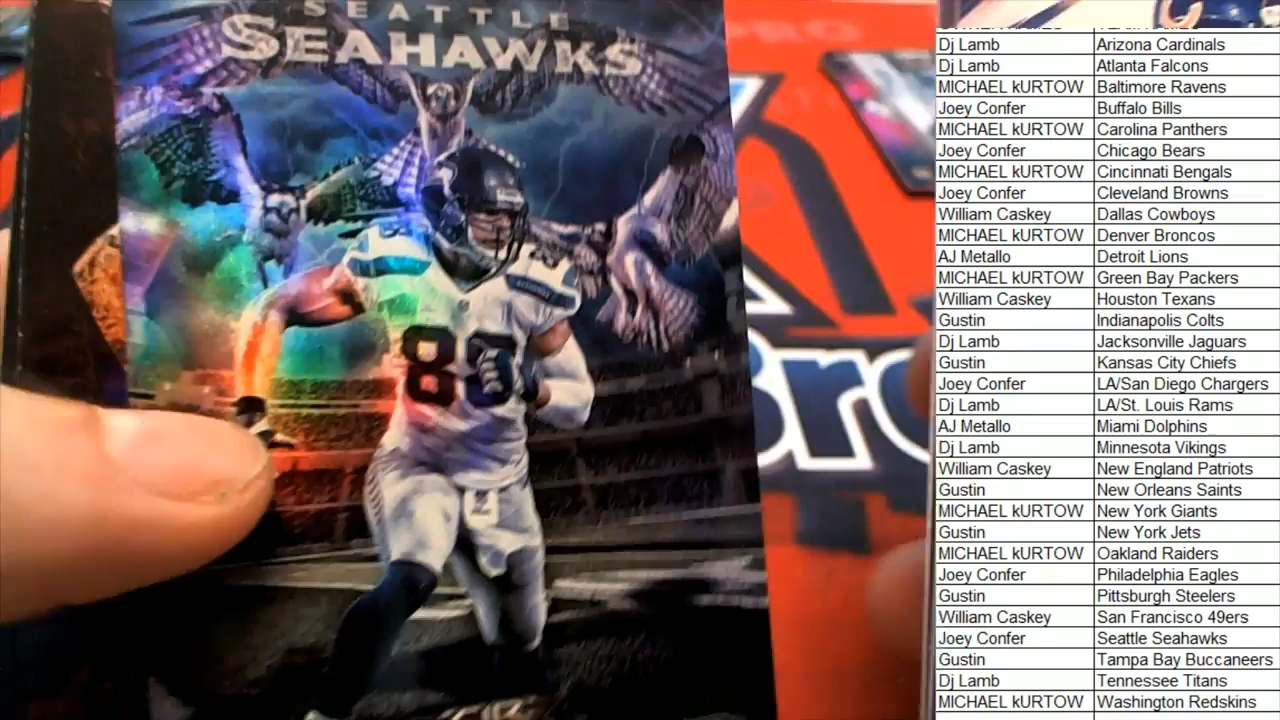 SEATTLE
SEAHAWKS
88
PRO
Dj Lamb Arizona Cardinals
Dj Lamb Atlanta Falcons
MICHAEL kURTOW Baltimore Ravens
Joey Confer Buffalo Bills
MICHAEL kURTOW Carolina Panthers
Joey Confer Chicago Bears
MICHAEL kURTOW Cincinnati Bengals
Joey Confer Cleveland Browns
William Caskey Dallas Cowboys
MICHAEL kURTOW Denver Broncos
AJ Metallo Detroit Lions
MICHAEL kURTOW Green Bay Packers
William Caskey Houston Texans
Gustin Indianapolis Colts
Dj Lamb Jacksonville Jaguars
Gustin Kansas City Chiefs
Joey Confer LA/San Diego Chargers
Dj Lamb LA/St. Louis Rams
AJ Metallo Miami Dolphins
Dj Lamb Minnesota Vikings
William Caskey New England Patriots
Gustin New Orleans Saints
MICHAEL kURTOW New York Giants
Gustin New York Jets
MICHAEL kURTOW Oakland Raiders
Joey Confer Philadelphia Eagles
Gustin Pittsburgh Steelers
William Caskey San Francisco 49ers
Joey Confer Seattle Seahawks
Gustin Tampa Bay Buccaneers
Dj Lamb Tennessee Titans
MICHAEL kURTOW Washington Redskins